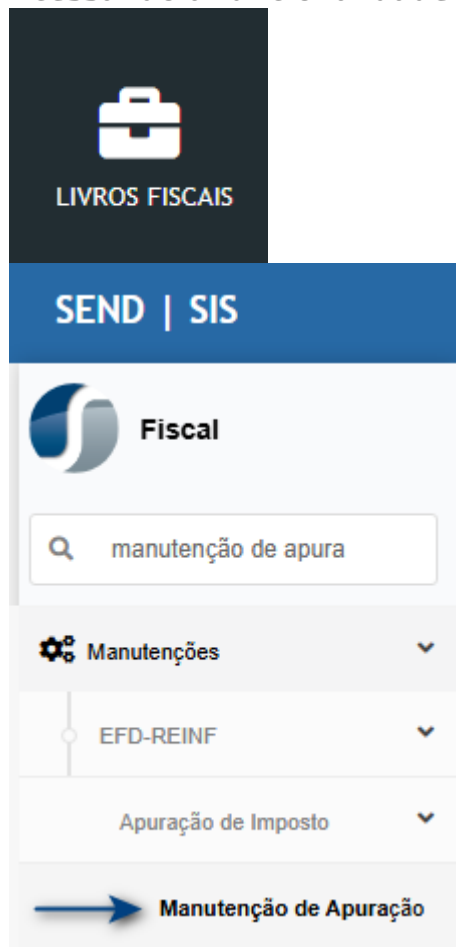 LIVROS FISCAIS
SEND | SIS
Fiscal
manutenção de apura
Manutenções
EFD-REINF
Apuração de Imposto
Manutenção de Apuração